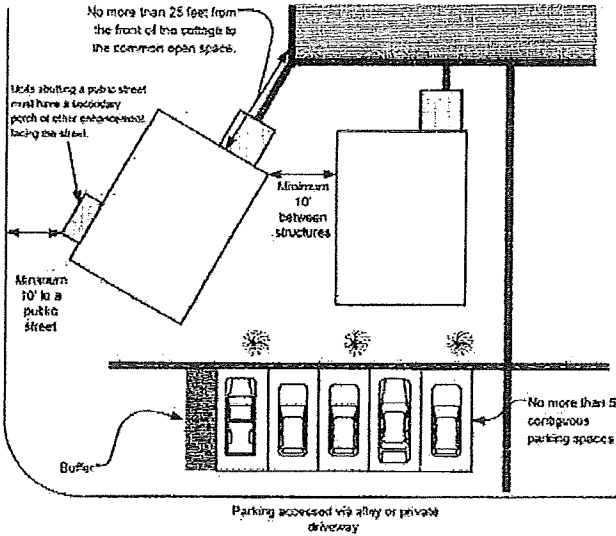 No more than 25 feet from
the front of the cottage to
the common open space.
Units abutting a public street
must have a secondary
porch or other enhancement
facing the street.
Minimum
10'
between
structures
Minimum
10' to a
public
street
No more than 5
contiguous
parking spaces
Buffer
Parking accessed via alley or private
driveway